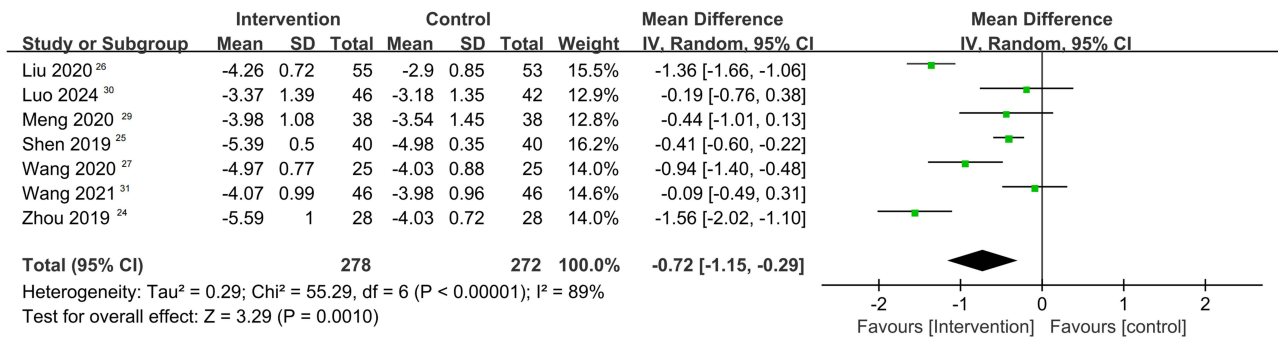 Intervention Control Mean Difference Mean Difference
Study or Subgroup Mean SD Total Mean SD Total Weight IV, Random, 95% CI IV, Random, 95% CI
Liu 2020 26 -4.26 0.72 55 -2.9 0.85 53 15.5% -1.36 [-1.66, -1.06]
Luo 2024 30 -3.37 1.39 46 -3.18 1.35 42 12.9% -0.19 [-0.76, 0.38]
Meng 2020 29 -3.98 1.08 38 -3.54 1.45 38 12.8% -0.44 [-1.01, 0.13]
Shen 2019 25 -5.39 0.5 40 -4.98 0.35 40 16.2% -0.41 [-0.60, -0.22]
Wang 2020 27 -4.97 0.77 25 -4.03 0.88 25 14.0% -0.94 [-1.40, -0.48]
Wang 2021 31 -4.07 0.99 46 -3.98 0.96 46 14.6% -0.09 [-0.49, 0.31]
Zhou 2019 24 -5.59 1 28 -4.03 0.72 28 14.0% -1.56 [-2.02, -1.10]
Total (95% CI) 278 272 100.0% -0.72 [-1.15, -0.29]
Heterogeneity: Tau² = 0.29; Chi² = 55.29, df = 6 (P < 0.00001); I² = 89%
Test for overall effect: Z = 3.29 (P = 0.0010)
-2 -1 0 1 2
Favours [Intervention] Favours [control]